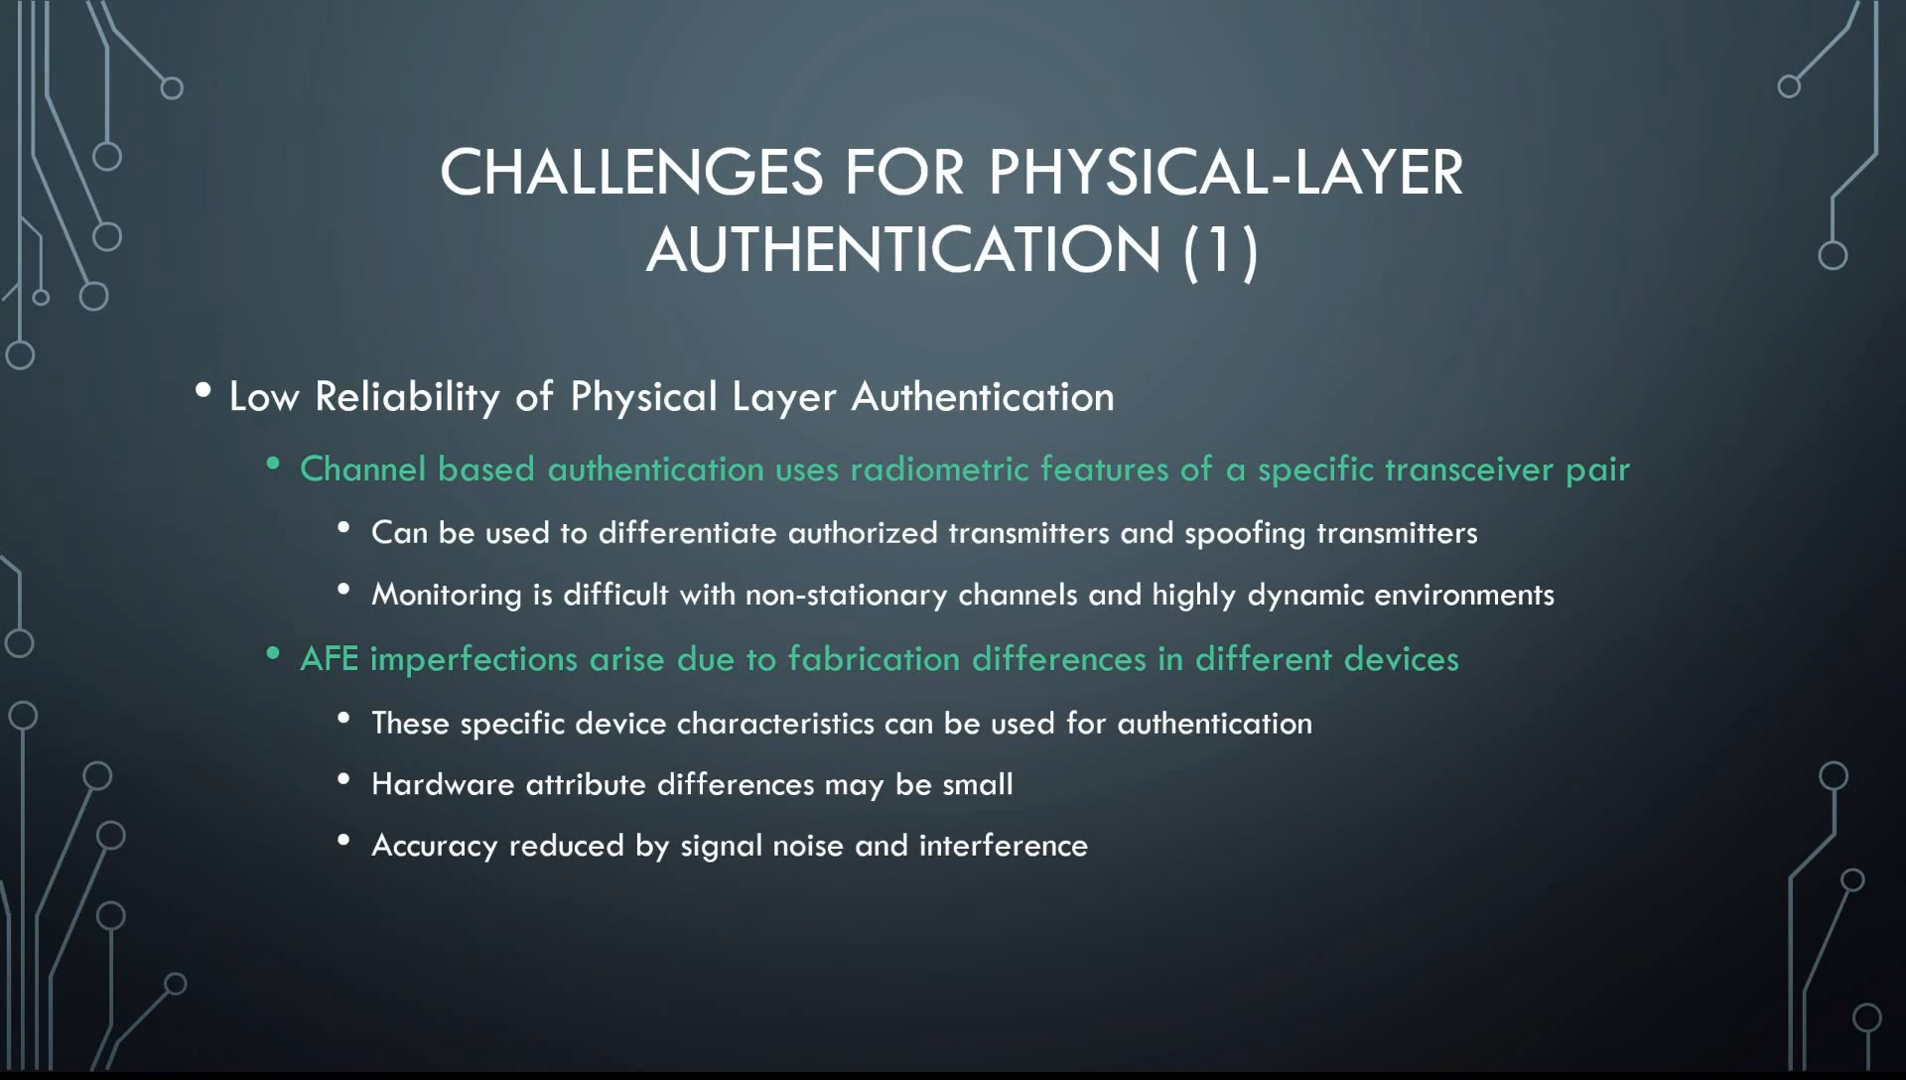 CHALLENGES FOR PHYSICAL-LAYER
AUTHENTICATION (1)
• Low Reliability of Physical Layer Authentication
• Channel based authentication uses radiometric features of a specific transceiver pair
• Can be used to differentiate authorized transmitters and spoofing transmitters
• Monitoring is difficult with non-stationary channels and highly dynamic environments
• AFE imperfections arise due to fabrication differences in different devices
• These specific device characteristics can be used for authentication
• Hardware attribute differences may be small
• Accuracy reduced by signal noise and interference